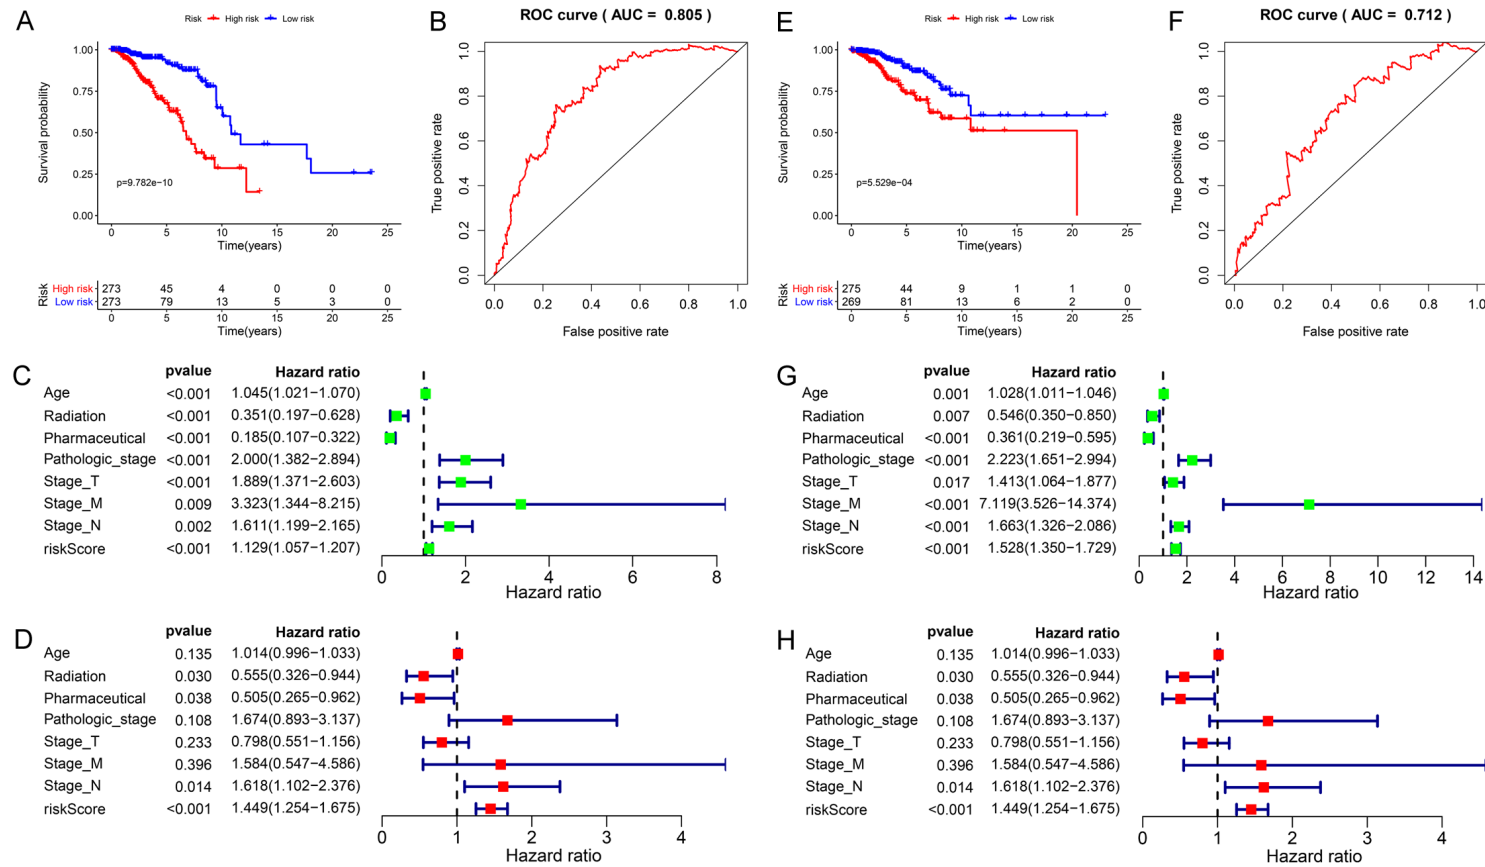 A
Risk High risk Low risk
Survival probability
1.00
0.75
0.50
0.25
0.00
p=9.782e−10
0 5 10 15 20 25
Time(years)
Risk
High risk 273 45 4 0 0 0
Low risk 273 79 13 5 3 0
0 5 10 15 20 25
Time(years)
B
ROC curve ( AUC = 0.805 )
True positive rate
1.0
0.8
0.6
0.4
0.2
0.0
0.0 0.2 0.4 0.6 0.8 1.0
False positive rate
E
Risk High risk Low risk
Survival probability
1.00
0.75
0.50
0.25
0.00
p=5.529e−04
0 5 10 15 20 25
Time(years)
Risk
High risk 275 44 9 1 1 0
Low risk 269 81 13 6 2 0
0 5 10 15 20 25
Time(years)
F
ROC curve ( AUC = 0.712 )
True positive rate
1.0
0.8
0.6
0.4
0.2
0.0
0.0 0.2 0.4 0.6 0.8 1.0
False positive rate
C
pvalue Hazard ratio
Age <0.001 1.045(1.021−1.070)
Radiation <0.001 0.351(0.197−0.628)
Pharmaceutical <0.001 0.185(0.107−0.322)
Pathologic_stage <0.001 2.000(1.382−2.894)
Stage_T <0.001 1.889(1.371−2.603)
Stage_M 0.009 3.323(1.344−8.215)
Stage_N 0.002 1.611(1.199−2.165)
riskScore <0.001 1.129(1.057−1.207)
0 2 4 6 8
Hazard ratio
G
pvalue Hazard ratio
Age 0.001 1.028(1.011−1.046)
Radiation 0.007 0.546(0.350−0.850)
Pharmaceutical <0.001 0.361(0.219−0.595)
Pathologic_stage <0.001 2.223(1.651−2.994)
Stage_T 0.017 1.413(1.064−1.877)
Stage_M <0.001 7.119(3.526−14.374)
Stage_N <0.001 1.663(1.326−2.086)
riskScore <0.001 1.528(1.350−1.729)
0 2 4 6 8 10 12 14
Hazard ratio
D
pvalue Hazard ratio
Age 0.135 1.014(0.996−1.033)
Radiation 0.030 0.555(0.326−0.944)
Pharmaceutical 0.038 0.505(0.265−0.962)
Pathologic_stage 0.108 1.674(0.893−3.137)
Stage_T 0.233 0.798(0.551−1.156)
Stage_M 0.396 1.584(0.547−4.586)
Stage_N 0.014 1.618(1.102−2.376)
riskScore <0.001 1.449(1.254−1.675)
0 1 2 3 4
Hazard ratio
H
pvalue Hazard ratio
Age 0.135 1.014(0.996−1.033)
Radiation 0.030 0.555(0.326−0.944)
Pharmaceutical 0.038 0.505(0.265−0.962)
Pathologic_stage 0.108 1.674(0.893−3.137)
Stage_T 0.233 0.798(0.551−1.156)
Stage_M 0.396 1.584(0.547−4.586)
Stage_N 0.014 1.618(1.102−2.376)
riskScore <0.001 1.449(1.254−1.675)
0 1 2 3 4
Hazard ratio